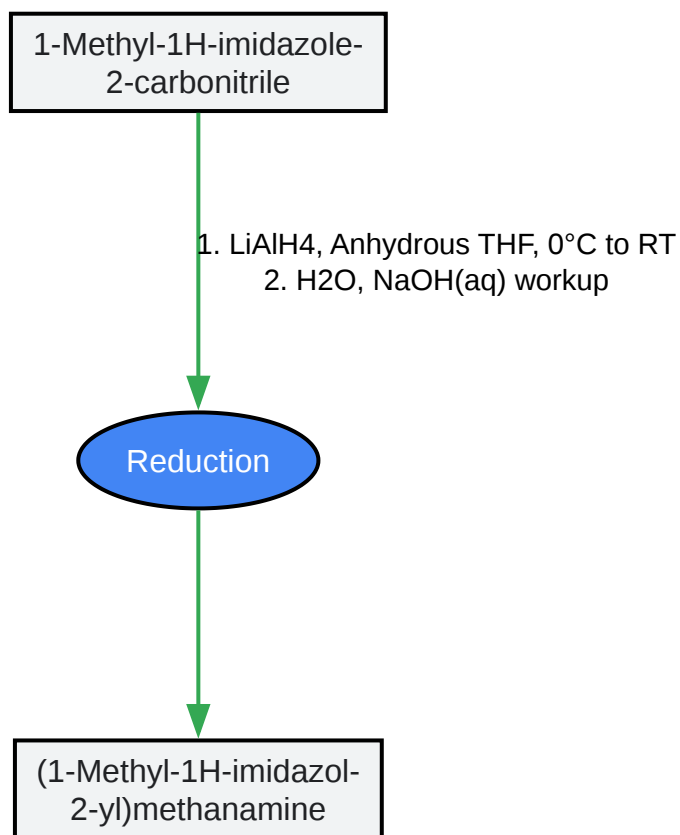 1-Methyl-1H-imidazole-
2-carbonitrile
1. LiAlH4, Anhydrous THF, 0°C to RT
2. H2O, NaOH(aq) workup
Reduction
(1-Methyl-1H-imidazol-
2-yl)methanamine